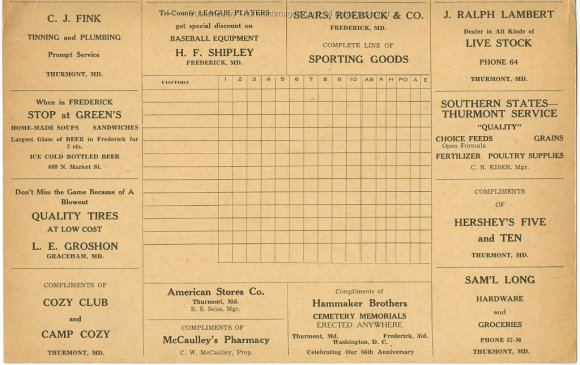 C. J. FINK
TINNING and PLUMBING
Prompt Service
THURMONT, MD.
When in FREDERICK
STOP at GREEN'S
HOME-MADE SOUPS SANDWICHES
Largest Glass of BEER in Frederick for
5 cts.
ICE COLD BOTTLED BEER
609 N. Market St.
Don't Miss the Game Because of A
Blowout
QUALITY TIRES
AT LOW COST
L. E. GROSHON
GRACEHAM, MD.
COMPLIMENTS OF
COZY CLUB
and
CAMP COZY
THURMONT, MD.
Tri-County LEAGUE PLAYERS
get special discount on
BASEBALL EQUIPMENT
H. F. SHIPLEY
FREDERICK, MD.
SEARS, ROEBUCK & CO.
FREDERICK, MD.
COMPLETE LINE OF
SPORTING GOODS
VISITORS 1 2 3 4 5 6 7 8 9 10 AB R H PO A E
American Stores Co.
Thurmont, Md.
R. S. Seiss, Mgr.
COMPLIMENTS OF
McCaulley's Pharmacy
C. W. McCaulley, Prop.
Compliment of
Hammaker Brothers
CEMETERY MEMORIALS
ERECTED ANYWHERE
Thurmont, Md. Frederick, Md.
Washington, D. C.
Celebrating Our 66th Anniversary
J. RALPH LAMBERT
Dealer in All Kinds of
LIVE STOCK
PHONE 64
THURMONT, MD.
SOUTHERN STATES—
THURMONT SERVICE
"QUALITY"
CHOICE FEEDS GRAINS
Open Formula
FERTILIZER POULTRY SUPPLIES
C. R. KISER, Mgr.
COMPLIMENTS
OF
HERSHEY'S FIVE
and TEN
THURMONT, MD.
SAM'L LONG
HARDWARE
and
GROCERIES
PHONE 57-M
THURMONT, MD.